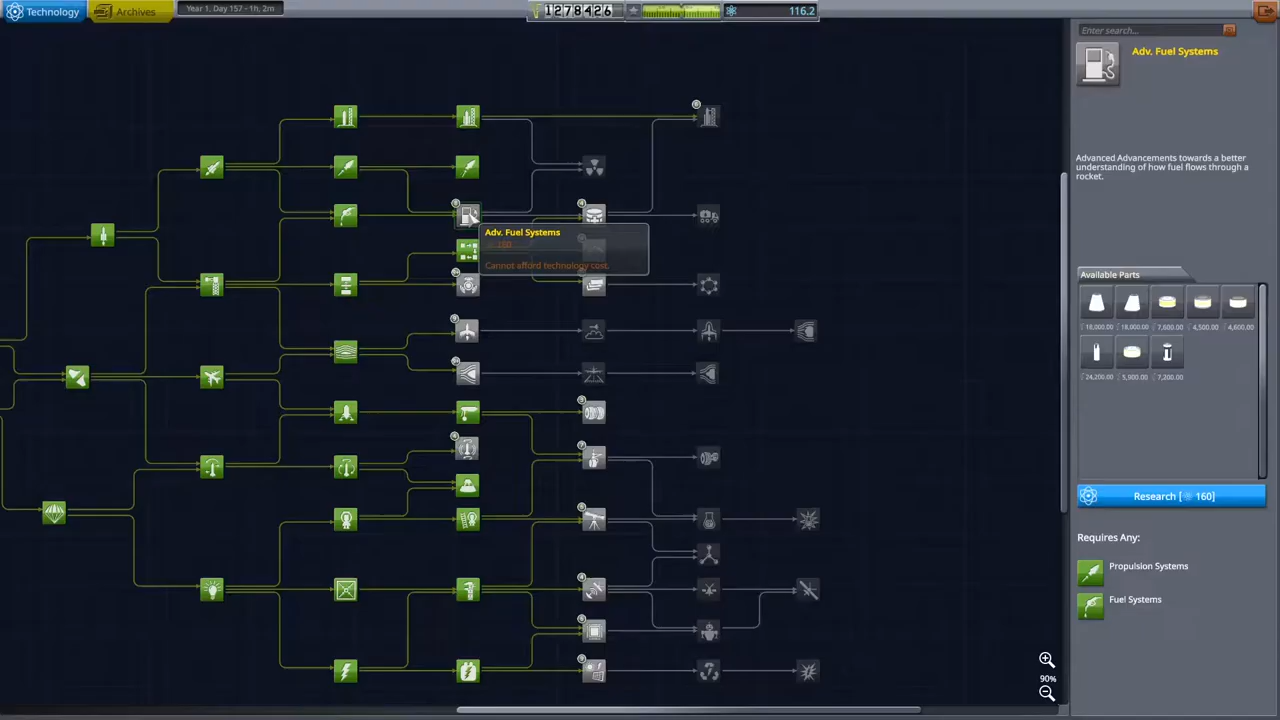 Technology
Archives
Year 1, Day 157 - 1h, 2m
1278426
116.2
Enter search...
Adv. Fuel Systems
Advanced Advancements towards a better
understanding of how fuel flows through a
rocket.
Adv. Fuel Systems
160
Cannot afford technology cost.
Available Parts
18,000.00 18,000.00 7,600.00 4,500.00 4,600.00
24,200.00 5,900.00 7,200.00
Research [ 160]
Requires Any:
Propulsion Systems
Fuel Systems
90%